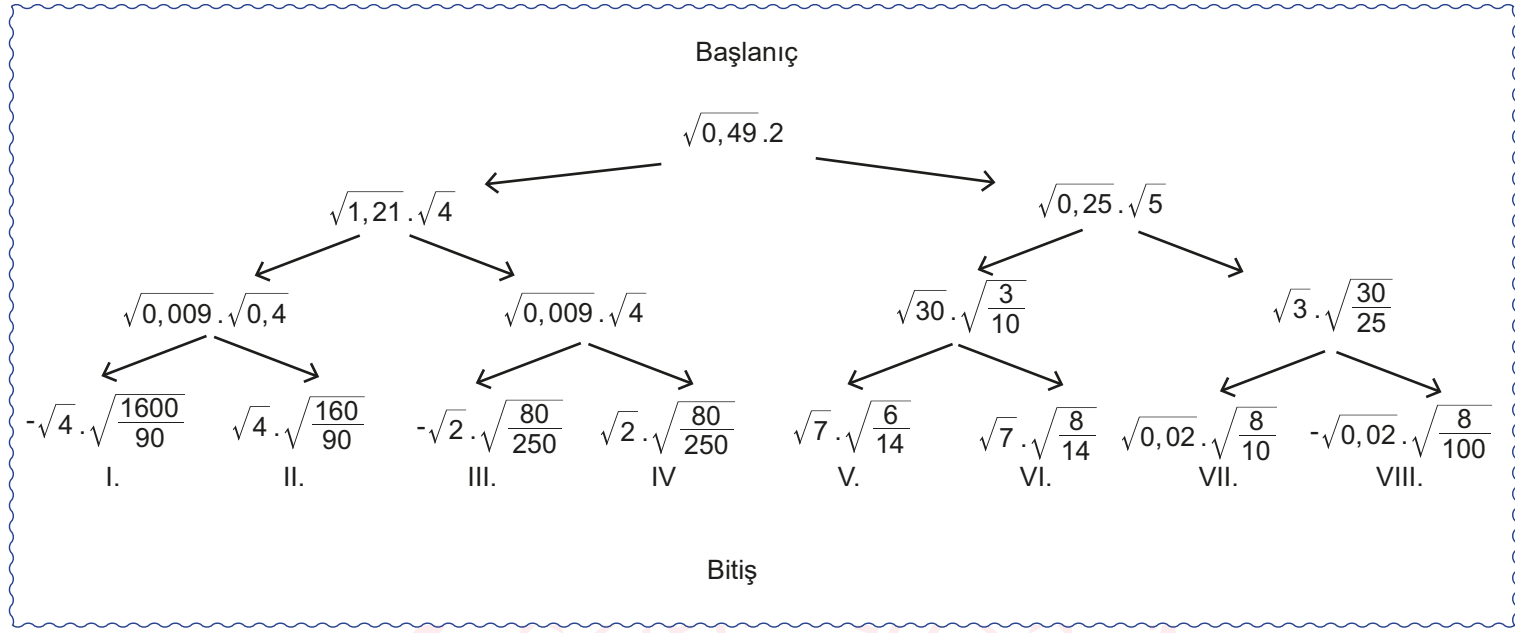 Başlanıç
√0,49 .2
√1,21 . √4
√0,25 . √5
√0,009 . √0,4
√0,009 . √4
√30 . √(3/10)
√3 . √(30/25)
-√4 . √(1600/90)
√4 . √(160/90)
-√2 . √(80/250)
√2 . √(80/250)
√7 . √(6/14)
√7 . √(8/14)
√0,02 . √(8/10)
-√0,02 . √(8/100)
I.
II.
III.
IV
V.
VI.
VII.
VIII.
Bitiş